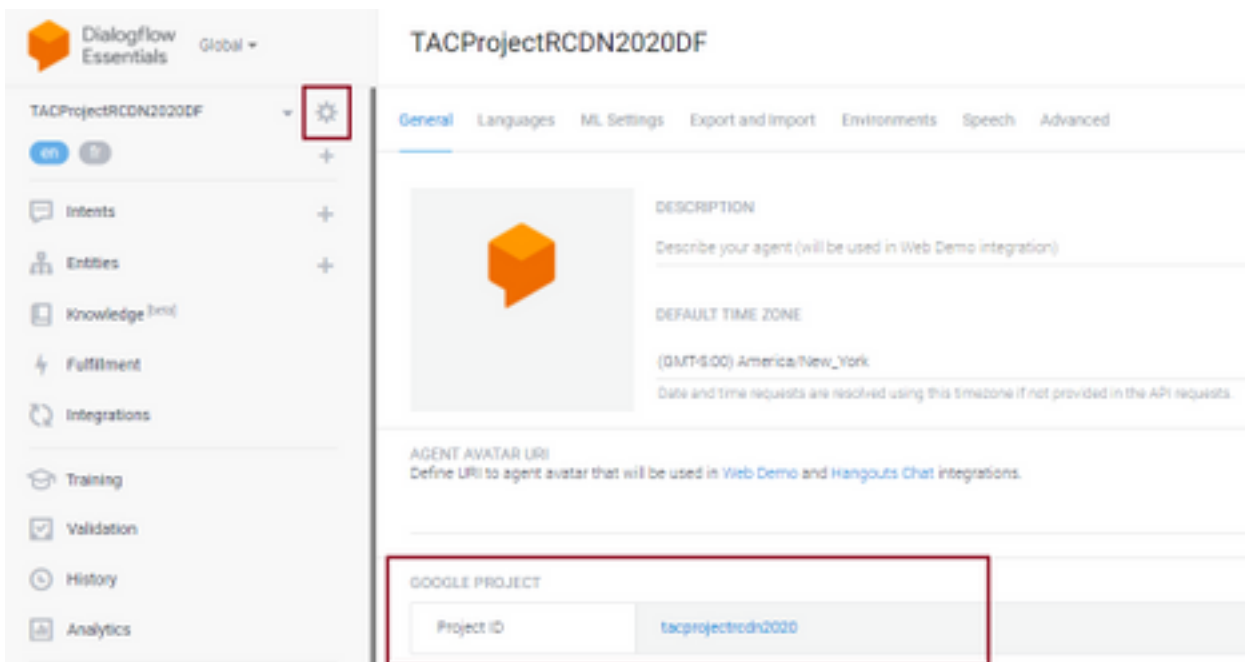 Dialogflow
Essentials
Global
TACProjectRCDN2020DF
TACProjectRCDN2020DF
General Languages ML Settings Export and Import Environments Speech Advanced
en fr
Intents
Entities
Knowledge [beta]
Fulfillment
Integrations
Training
Validation
History
Analytics
DESCRIPTION
Describe your agent (will be used in Web Demo integration)
DEFAULT TIME ZONE
(GMT-5:00) America/New_York
Date and time requests are resolved using this timezone if not provided in the API requests.
AGENT AVATAR URI
Define URI to agent avatar that will be used in Web Demo and Hangouts Chat integrations.
GOOGLE PROJECT
Project ID
tacprojectrcdn2020